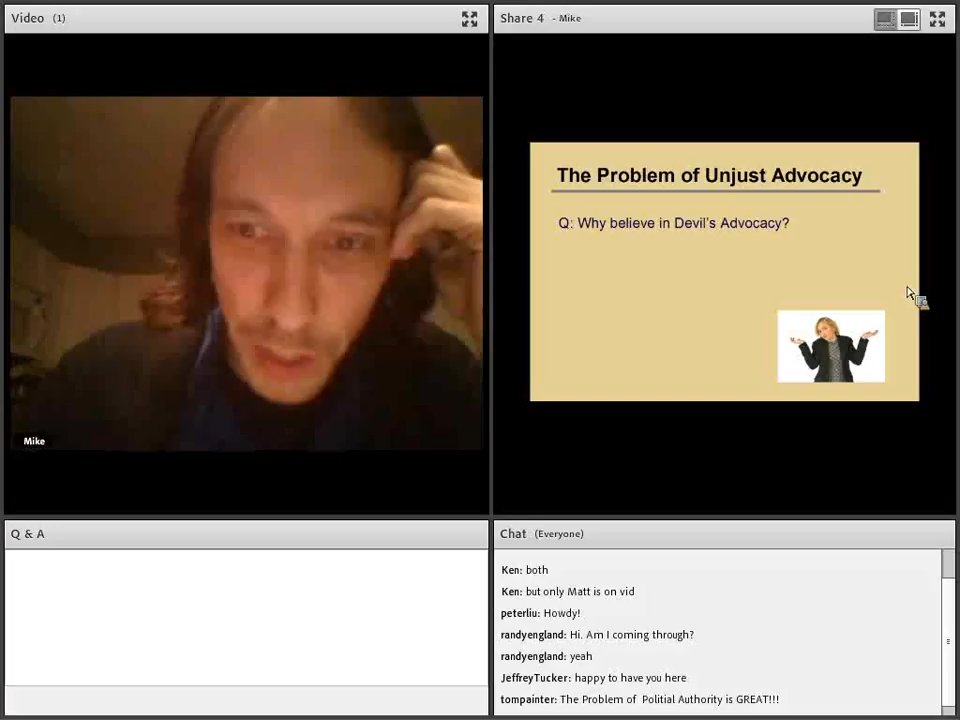 Video (1)
Mike
Share 4 - Mike
The Problem of Unjust Advocacy
Q: Why believe in Devil's Advocacy?
Q & A
Chat (Everyone)
Ken: both
Ken: but only Matt is on vid
peterliu: Howdy!
randyengland: Hi. Am I coming through?
randyengland: yeah
JeffreyTucker: happy to have you here
tompainter: The Problem of Politial Authority is GREAT!!!